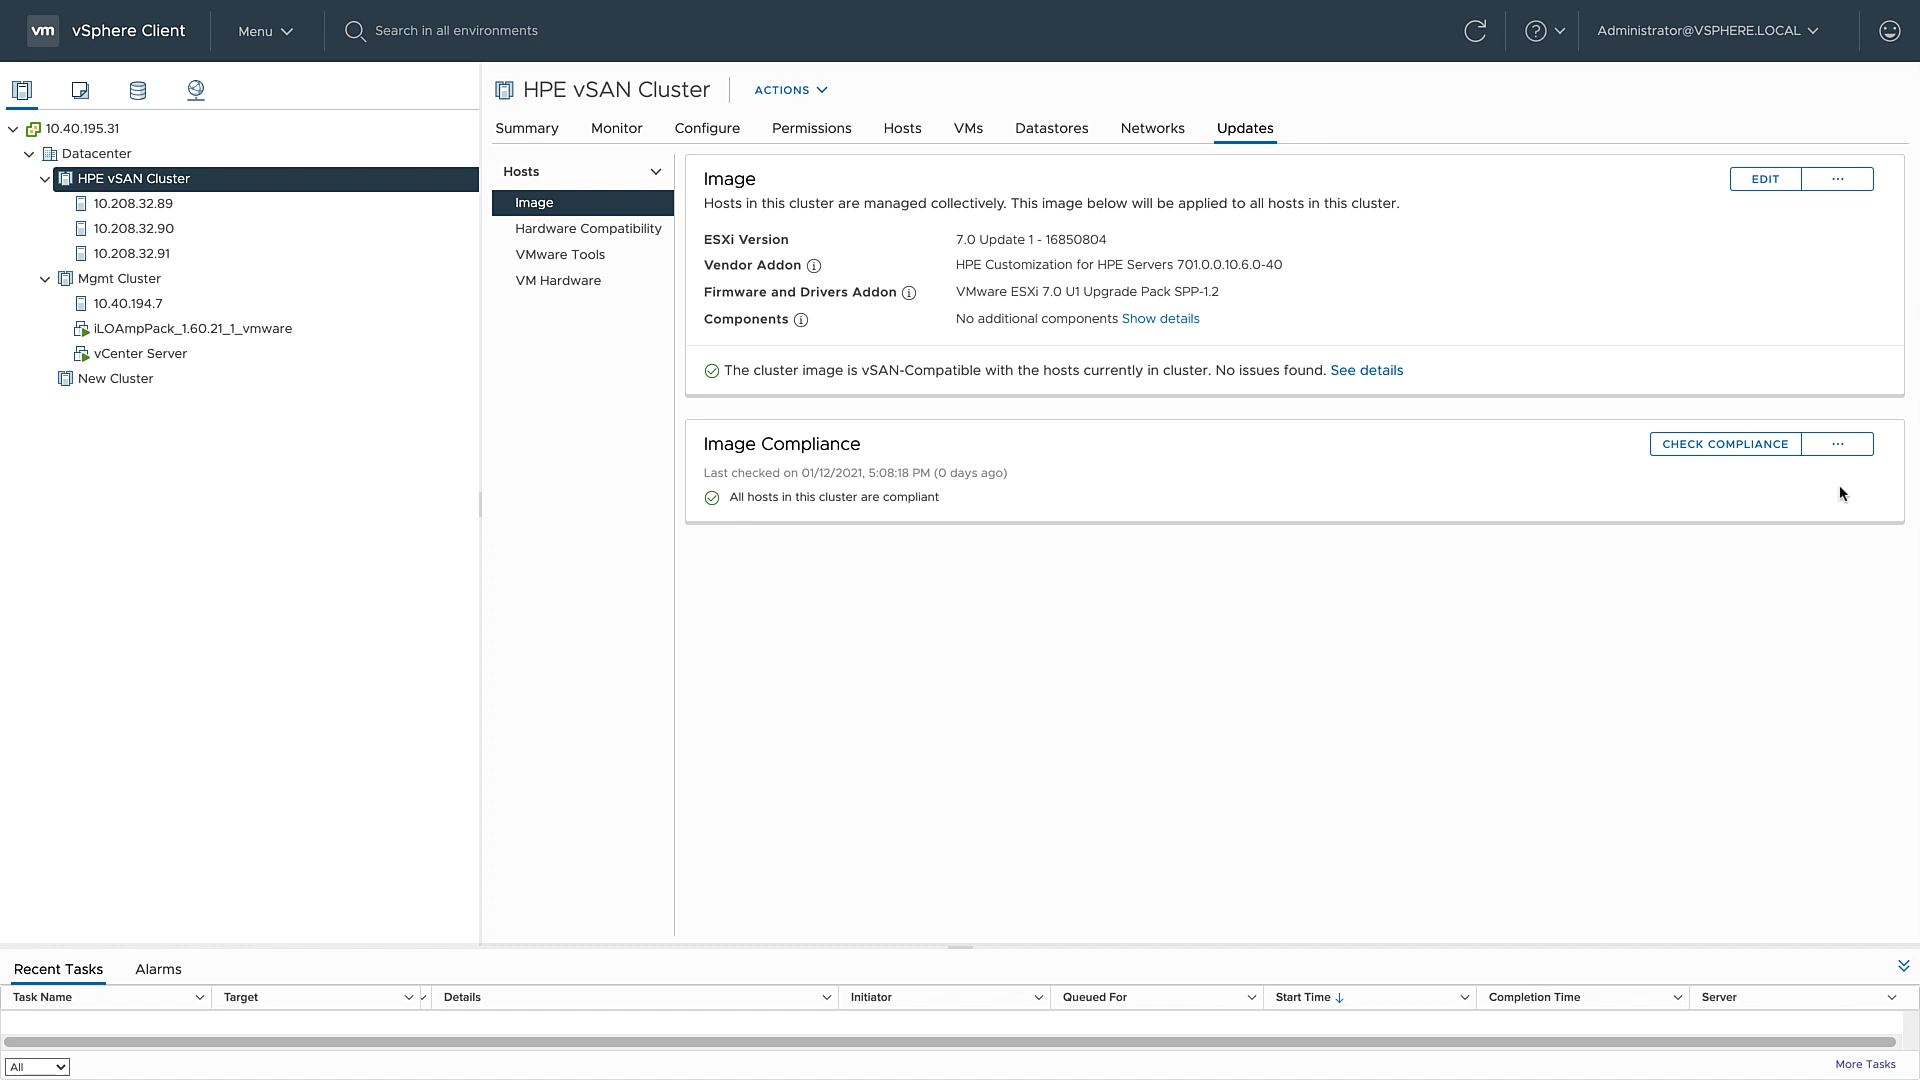 vm vSphere Client Menu Search in all environments Administrator@VSPHERE.LOCAL
10.40.195.31
Datacenter
HPE vSAN Cluster
10.208.32.89
10.208.32.90
10.208.32.91
Mgmt Cluster
10.40.194.7
iLOAmpPack_1.60.21_1_vmware
vCenter Server
New Cluster
HPE vSAN Cluster ACTIONS
Summary Monitor Configure Permissions Hosts VMs Datastores Networks Updates
Hosts
Image
Hardware Compatibility
VMware Tools
VM Hardware
Image EDIT ...
Hosts in this cluster are managed collectively. This image below will be applied to all hosts in this cluster.
ESXi Version 7.0 Update 1 - 16850804
Vendor Addon HPE Customization for HPE Servers 701.0.0.10.6.0-40
Firmware and Drivers Addon VMware ESXi 7.0 U1 Upgrade Pack SPP-1.2
Components No additional components Show details
The cluster image is vSAN-Compatible with the hosts currently in cluster. No issues found. See details
Image Compliance CHECK COMPLIANCE ...
Last checked on 01/12/2021, 5:08:18 PM (0 days ago)
All hosts in this cluster are compliant
Recent Tasks Alarms
Task Name Target Details Initiator Queued For Start Time Completion Time Server
All More Tasks